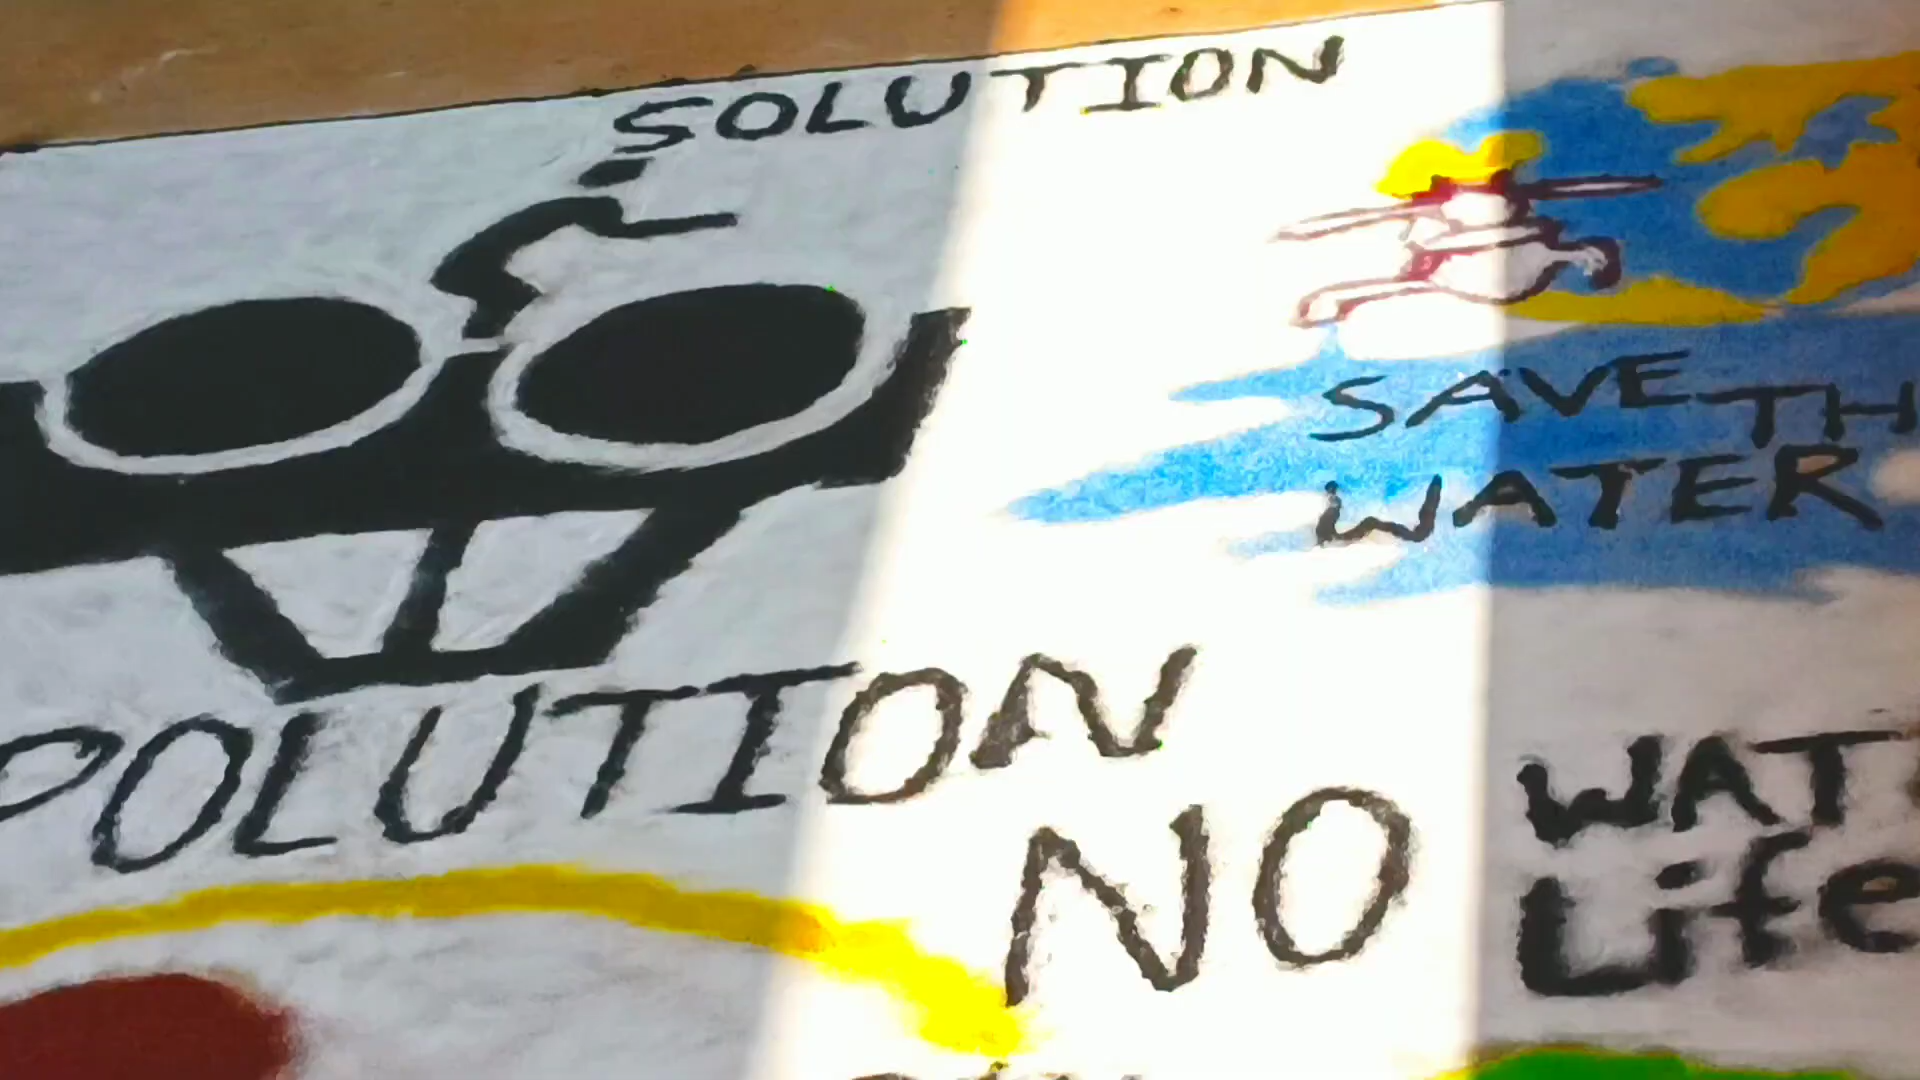 SOLUTION
SAVE TH
WATER
POLUTION
NO
WAT
Life